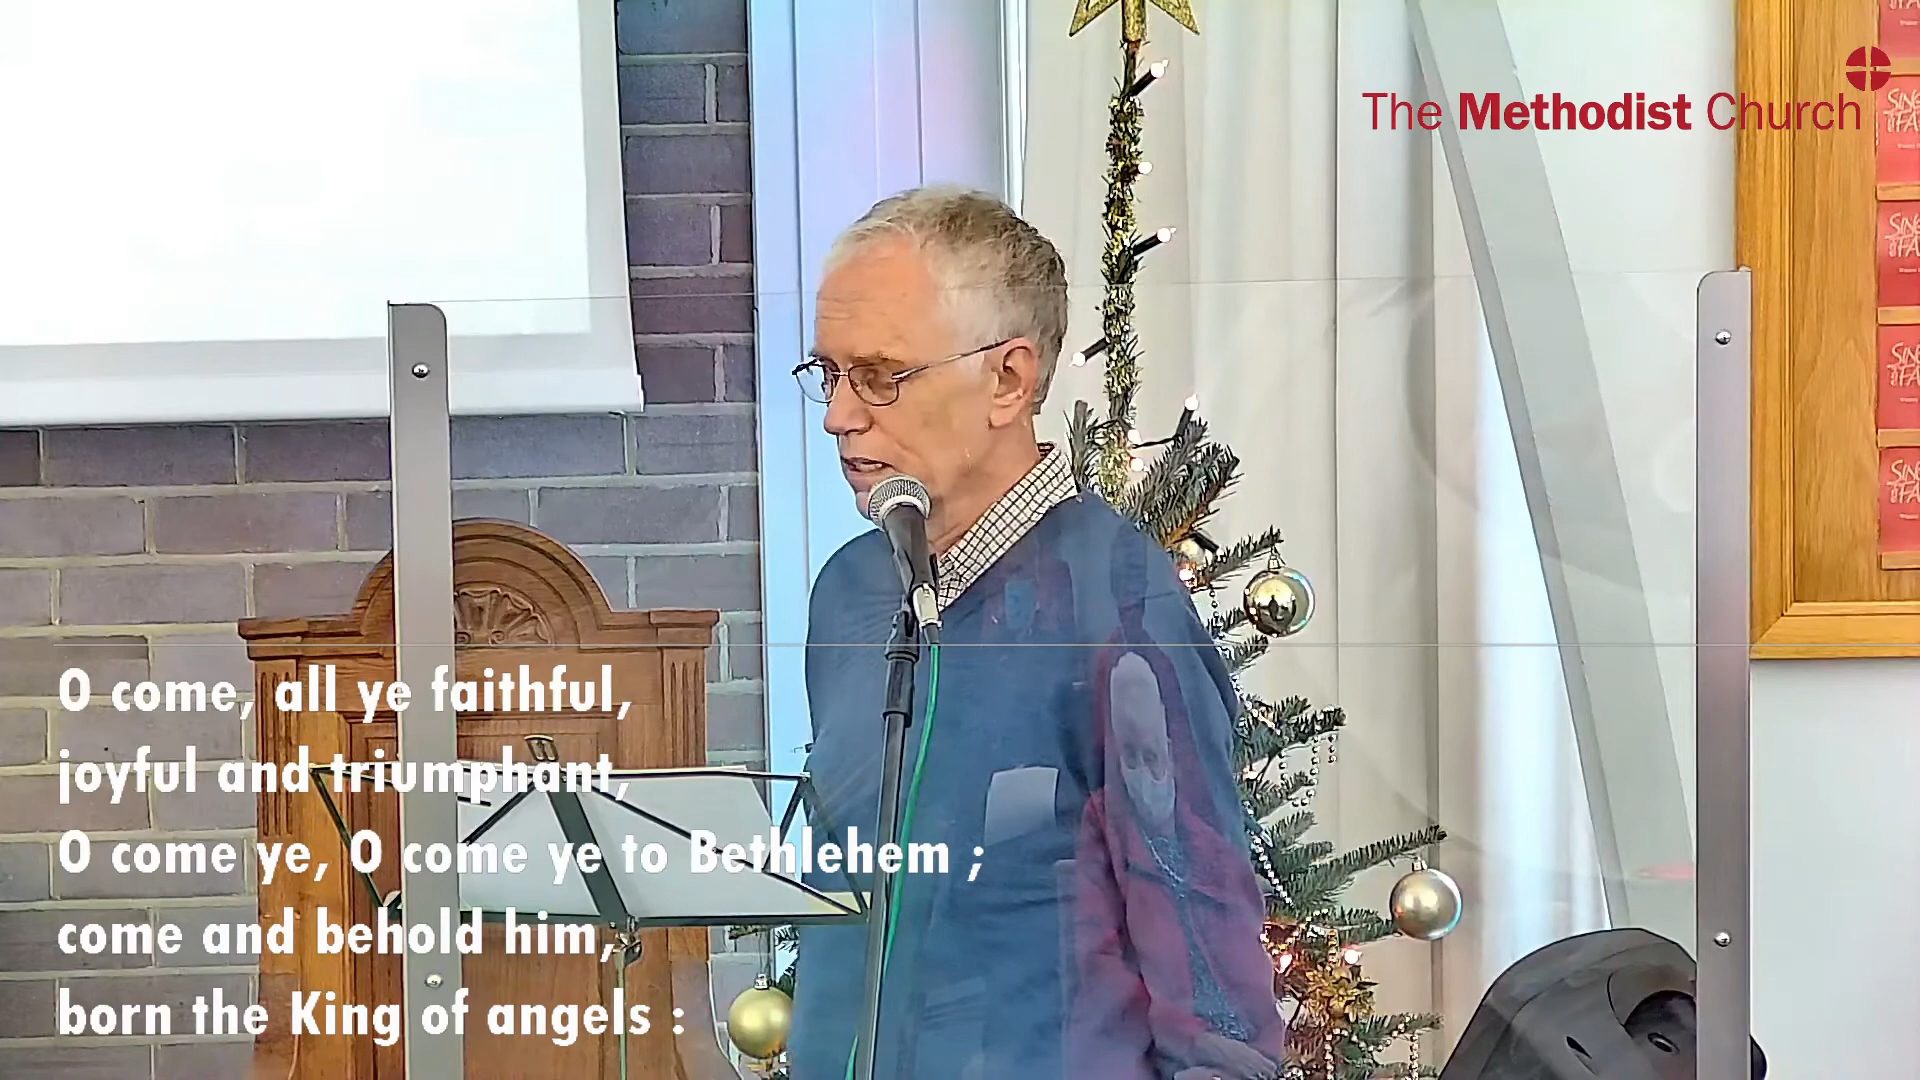 The Methodist Church
O come, all ye faithful,
joyful and triumphant,
O come ye, O come ye to Bethlehem ;
come and behold him,
born the King of angels :